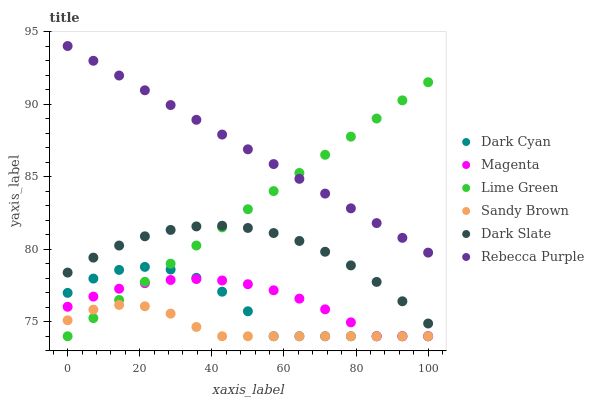 title
95
90
85
80
75
yaxis_label
0
20
40
60
80
100
xaxis_label
Dark Cyan
Magenta
Lime Green
Sandy Brown
Dark Slate
Rebecca Purple